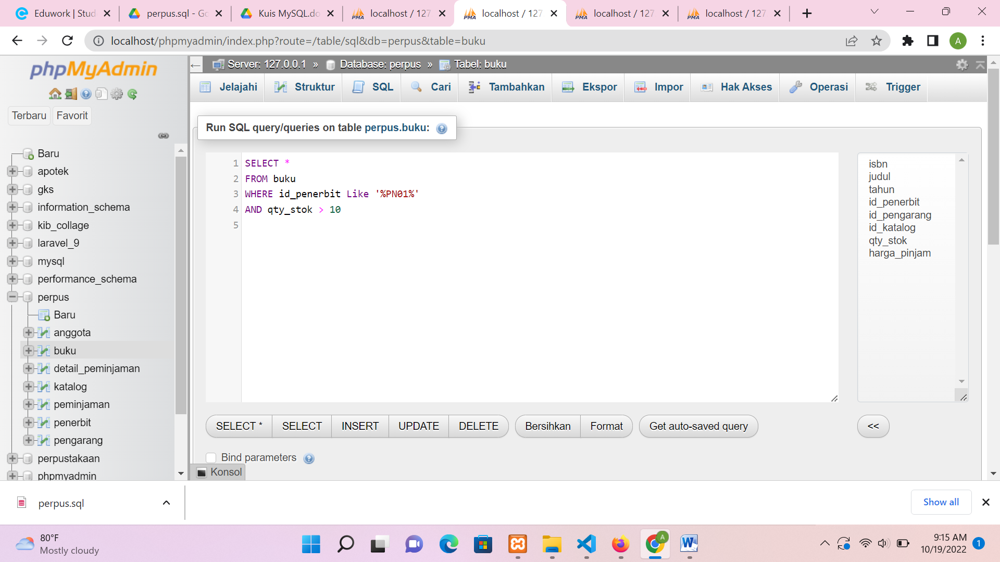 Eduwork | Stud
perpus.sql - Go
Kuis MySQL.do
localhost / 127
localhost / 127
localhost / 127
localhost / 127
localhost/phpmyadmin/index.php?route=/table/sql&db=perpus&table=buku
A
phpMyAdmin
Terbaru
Favorit
Baru
apotek
gks
information_schema
kib_collage
laravel_9
mysql
performance_schema
perpus
Baru
anggota
buku
detail_peminjaman
katalog
peminjaman
penerbit
pengarang
perpustakaan
phpmyadmin
Server: 127.0.0.1 » Database: perpus » Tabel: buku
Jelajahi
Struktur
SQL
Cari
Tambahkan
Ekspor
Impor
Hak Akses
Operasi
Trigger
Run SQL query/queries on table perpus.buku:
1 SELECT *
2 FROM buku
3 WHERE id_penerbit Like '%PN01%'
4 AND qty_stok > 10
5
isbn
judul
tahun
id_penerbit
id_pengarang
id_katalog
qty_stok
harga_pinjam
SELECT *
SELECT
INSERT
UPDATE
DELETE
Bersihkan
Format
Get auto-saved query
<<
Bind parameters
Konsol
perpus.sql
Show all
80°F
Mostly cloudy
A
9:15 AM
10/19/2022
1